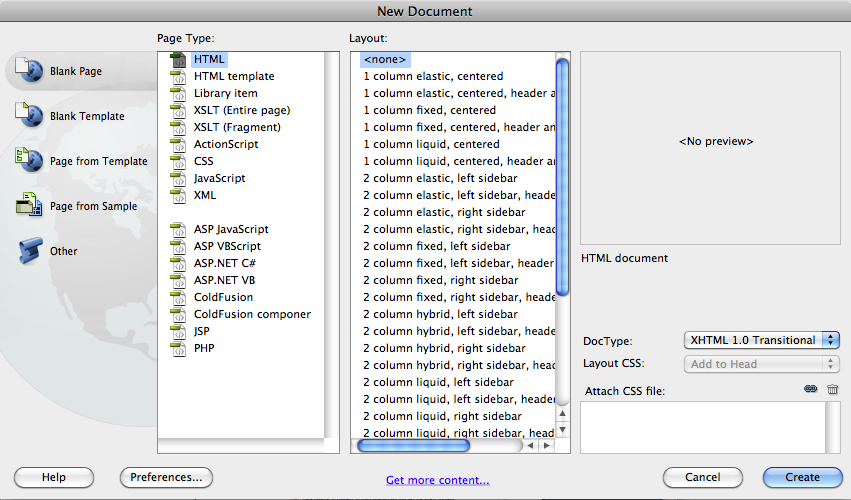 New Document
Blank Page
Blank Template
Page from Template
Page from Sample
Other
Page Type:
HTML
HTML template
Library item
XSLT (Entire page)
XSLT (Fragment)
ActionScript
CSS
JavaScript
XML
ASP JavaScript
ASP VBScript
ASP.NET C#
ASP.NET VB
ColdFusion
ColdFusion componer
JSP
PHP
Layout:
<none>
1 column elastic, centered
1 column elastic, centered, header a
1 column fixed, centered
1 column fixed, centered, header an
1 column liquid, centered
1 column liquid, centered, header a
2 column elastic, left sidebar
2 column elastic, left sidebar, heade
2 column elastic, right sidebar
2 column elastic, right sidebar, head
2 column fixed, left sidebar
2 column fixed, left sidebar, header
2 column fixed, right sidebar
2 column fixed, right sidebar, heade
2 column hybrid, left sidebar
2 column hybrid, right sidebar
2 column hybrid, right sidebar, head
2 column liquid, left sidebar
2 column liquid, left sidebar, header
2 column liquid, right sidebar
2 column liquid, right sidebar, head
<No preview>
HTML document
DocType:
XHTML 1.0 Transitional
Layout CSS:
Add to Head
Attach CSS file:
Help
Preferences...
Get more content...
Cancel
Create